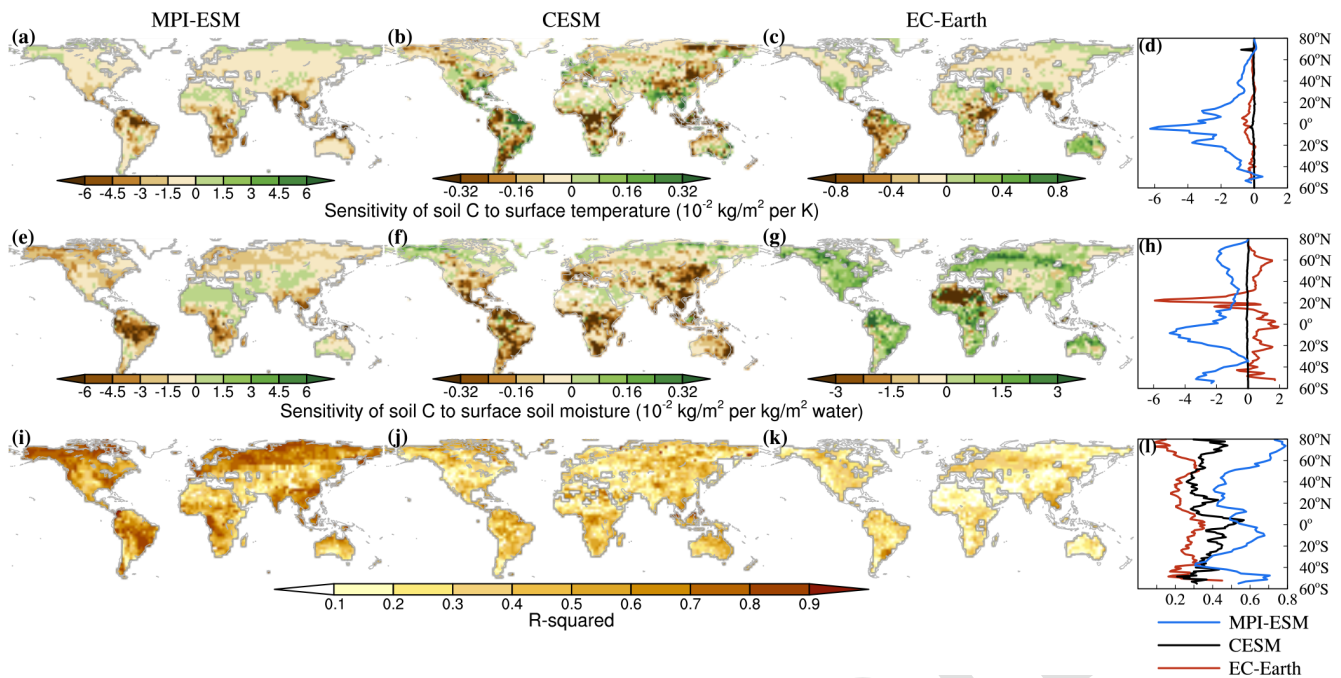 MPI-ESM CESM EC-Earth
(a) (b) (c) (d) 80°N
60°N
40°N
20°N
0°
20°S
40°S
60°S
-6 -4.5 -3 -1.5 0 1.5 3 4.5 6 -0.32 -0.16 0 0.16 0.32 -0.8 -0.4 0 0.4 0.8 -6 -4 -2 0 2
Sensitivity of soil C to surface temperature (10⁻² kg/m² per K)
(e) (f) (g) (h) 80°N
60°N
40°N
20°N
0°
20°S
40°S
60°S
-6 -4.5 -3 -1.5 0 1.5 3 4.5 6 -0.32 -0.16 0 0.16 0.32 -3 -1.5 0 1.5 3 -6 -4 -2 0 2
Sensitivity of soil C to surface soil moisture (10⁻² kg/m² per kg/m² water)
(i) (j) (k) (l) 80°N
60°N
40°N
20°N
0°
20°S
40°S
60°S
0.2 0.4 0.6 0.8
0.1 0.2 0.3 0.4 0.5 0.6 0.7 0.8 0.9
R-squared
MPI-ESM
CESM
EC-Earth